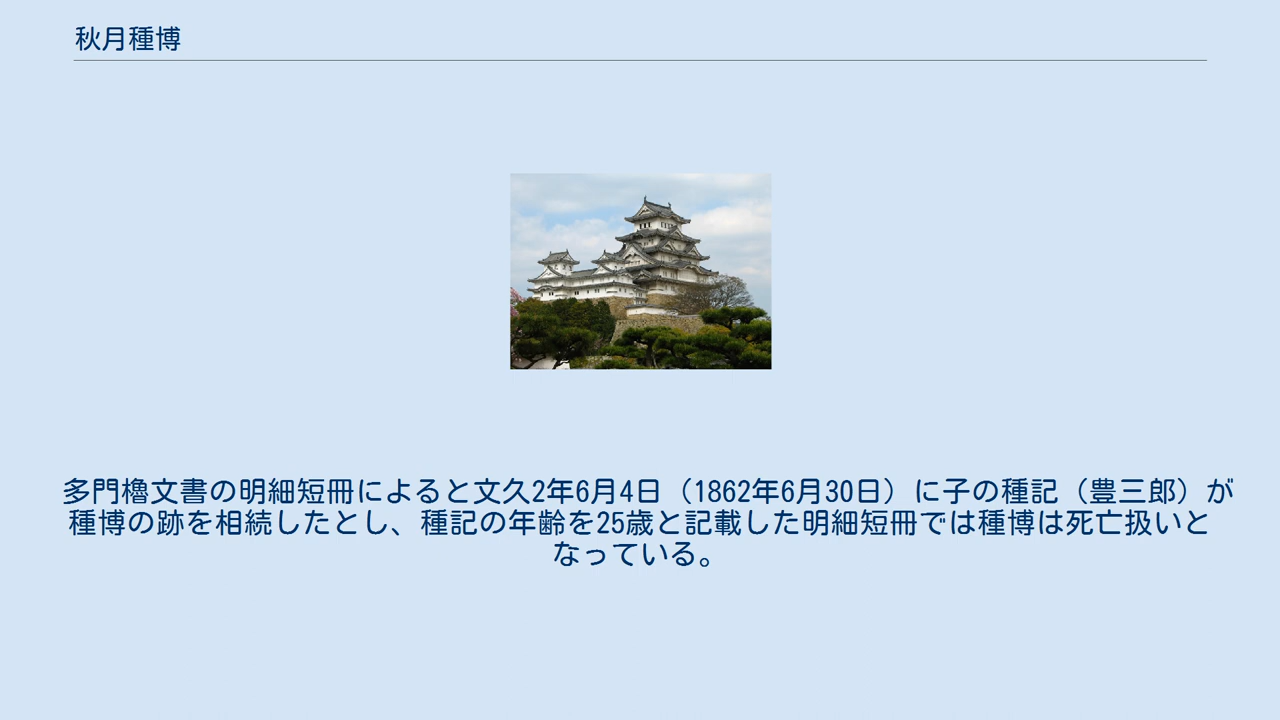 秋月種博
多門櫓文書の明細短冊によると文久2年6月4日（1862年6月30日）に子の種記（豊三郎）が
種博の跡を相続したとし、種記の年齢を25歳と記載した明細短冊では種博は死亡扱いと
なっている。